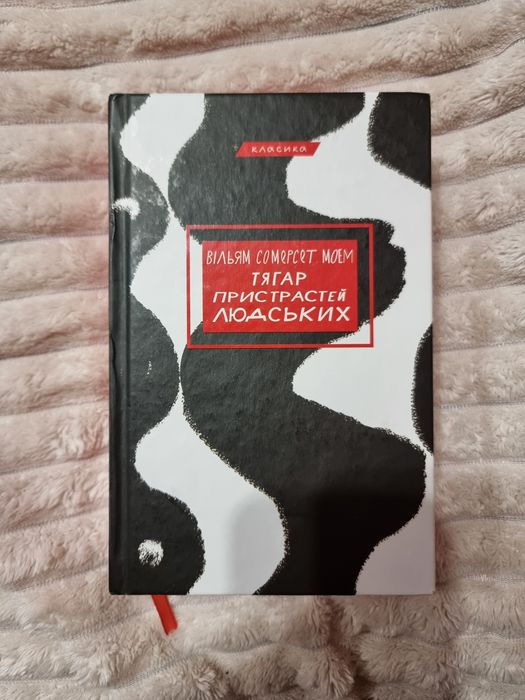 класика
Вільям Сомерсет Моем
Тягар
пристрастей
людських